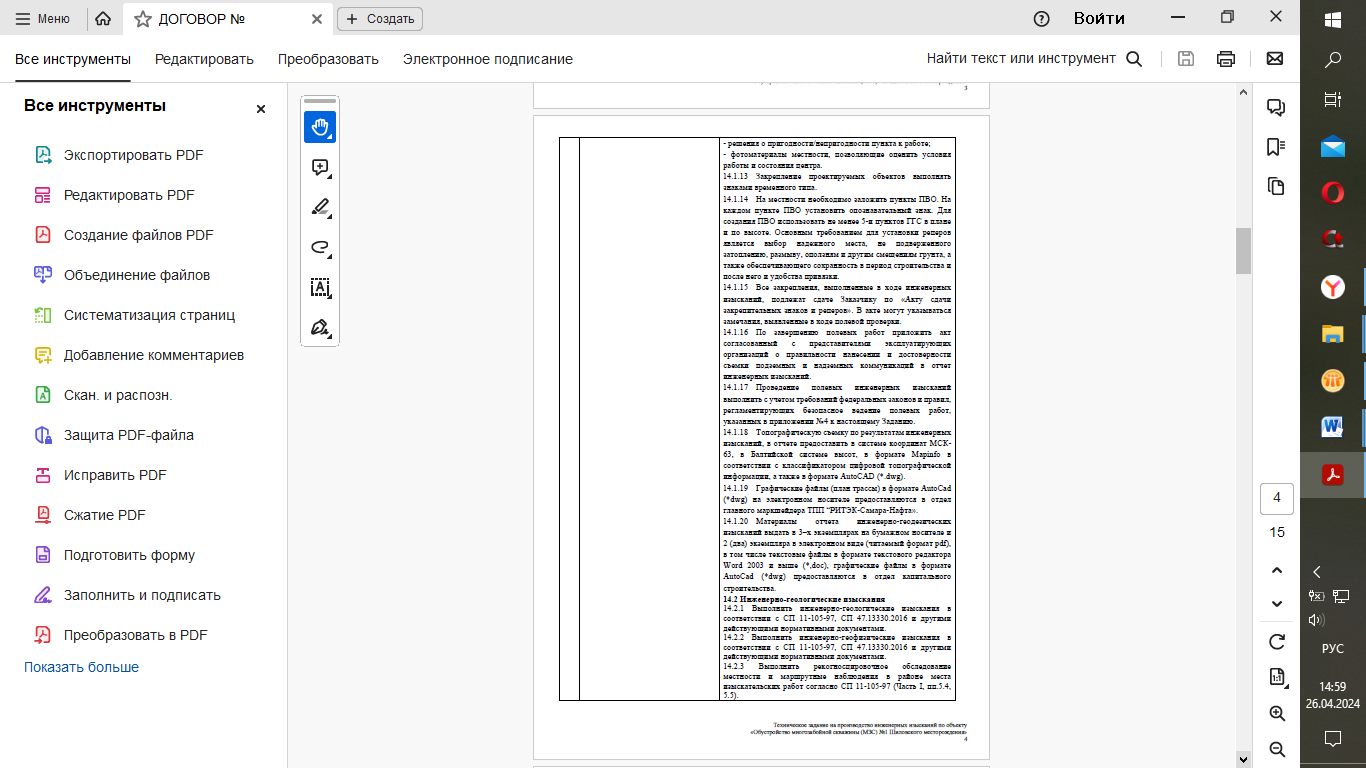 Меню
ДОГОВОР №
Создать
Войти
Все инструменты
Редактировать
Преобразовать
Электронное подписание
Найти текст или инструмент
Все инструменты
Экспортировать PDF
Редактировать PDF
Создание файлов PDF
Объединение файлов
Систематизация страниц
Добавление комментариев
Скан. и распозн.
Защита PDF-файла
Исправить PDF
Сжатие PDF
Подготовить форму
Заполнить и подписать
Преобразовать в PDF
Показать больше
3
- решения о пригодности/непригодности пункта к работе;
- фотоматериалы местности, позволяющие оценить условия
работы и состояния центра.
14.1.13 Закрепление проектируемых объектов выполнять
знаками временного типа.
14.1.14 На местности необходимо заложить пункты ПВО. На
каждом пункте ПВО установить опознавательный знак. Для
создания ПВО использовать не менее 5-и пунктов ГГС в плане
и по высоте. Основным требованием для установки реперов
является выбор надежного места, не подверженного
затоплению, размыву, оползням и другим смещениям грунта, а
также обеспечивающего сохранность в период строительства и
после него и удобства привязки.
14.1.15 Все закрепления, выполненные в ходе инженерных
изысканий, подлежат сдаче Заказчику по «Акту сдачи
закрепительных знаков и реперов». В акте могут указываться
замечания, выявленные в ходе полевой проверки.
14.1.16 По завершению полевых работ приложить акт
согласованный с представителями эксплуатирующих
организаций о правильности нанесении и достоверности
съемки подземных и надземных коммуникаций в отчет
инженерных изысканий.
14.1.17 Проведение полевых инженерных изысканий
выполнить с учетом требований федеральных законов и правил,
регламентирующих безопасное ведение полевых работ,
указанных в приложении №4 к настоящему Заданию.
14.1.18 Топографическую съемку по результатам инженерных
изысканий, в отчете предоставить в системе координат МСК-
63, в Балтийской системе высот, в формате Mapinfo в
соответствии с классификатором цифровой топографической
информации, а также в формате AutoCAD (*.dwg).
14.1.19 Графические файлы (план трассы) в формате AutoCad
(*dwg) на электронном носителе предоставляются в отдел
главного маркшейдера ТПП "РИТЭК-Самара-Нафта».
14.1.20 Материалы отчета инженерно-геодезических
изысканий выдать в 3–х экземплярах на бумажном носителе и
2 (два) экземпляра в электронном виде (читаемый формат pdf),
в том числе текстовые файлы в формате текстового редактора
Word 2003 и выше (*.doc), графические файлы в формате
AutoCad (*dwg) предоставляются в отдел капитального
строительства.
14.2 Инженерно-геологические изыскания
14.2.1 Выполнить инженерно-геологические изыскания в
соответствии с СП 11-105-97, СП 47.13330.2016 и другими
действующими нормативными документами.
14.2.2 Выполнить инженерно-геофизические изыскания в
соответствии с СП 11-105-97, СП 47.13330.2016 и другими
действующими нормативными документами.
14.2.3 Выполнить рекогносцировочное обследование
местности и маршрутные наблюдения в районе места
изыскательских работ согласно СП 11-105-97 (Часть I, пп.5.4,
5.5).
Техническое задание на производство инженерных изысканий по объекту
«Обустройство многозабойной скважины (МЗС) №1 Шиловского месторождения»
4
4
15
РУС
14:59
26.04.2024